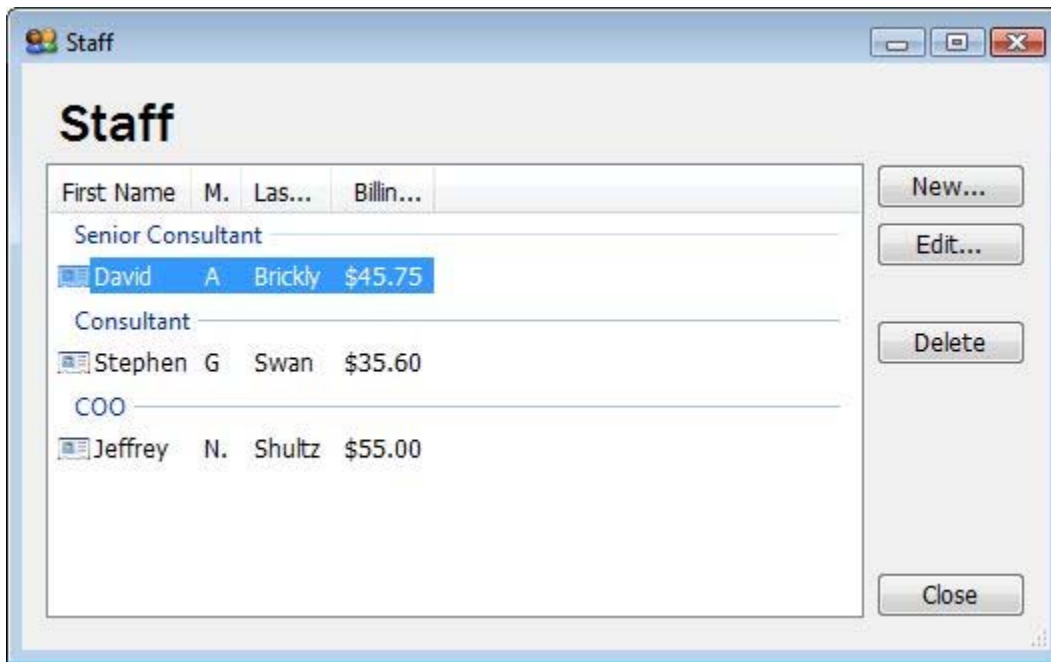 Staff
Staff
First Name M. Las... Billin...
New...
Senior Consultant
Edit...
David A Brickly $45.75
Consultant
Delete
Stephen G Swan $35.60
COO
Jeffrey N. Shultz $55.00
Close